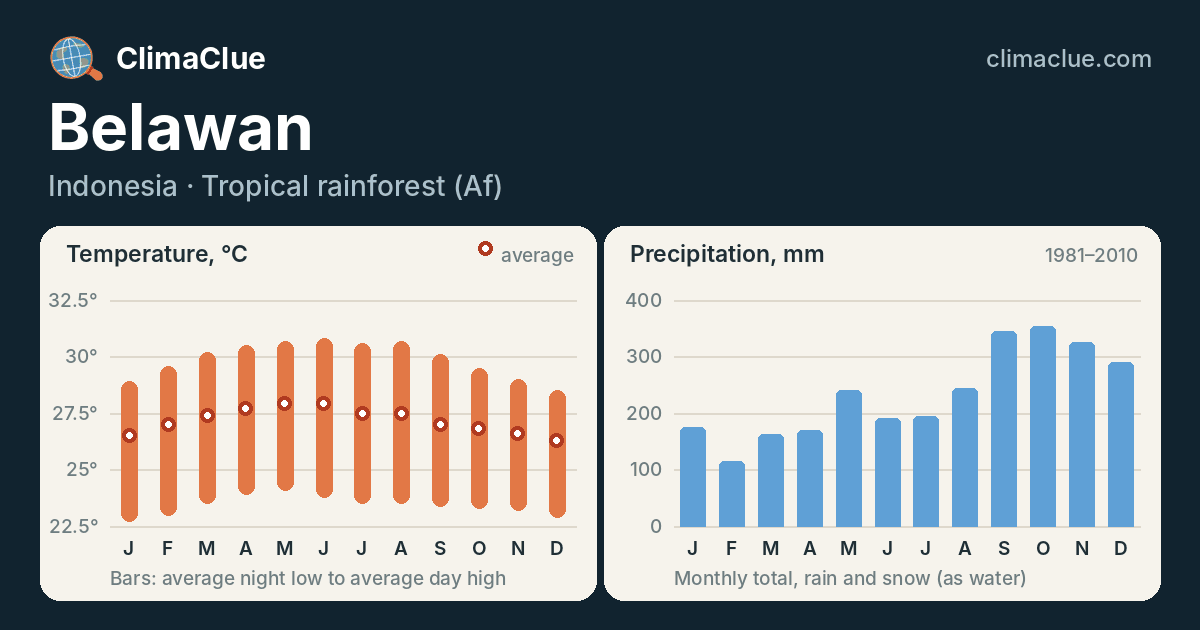 ClimaClue
climaclue.com
Belawan
Indonesia · Tropical rainforest (Af)
Temperature, °C
average
32.5°
30°
27.5°
25°
22.5°
J F M A M J J A S O N D
Bars: average night low to average day high
Precipitation, mm
1981–2010
400
300
200
100
0
J F M A M J J A S O N D
Monthly total, rain and snow (as water)